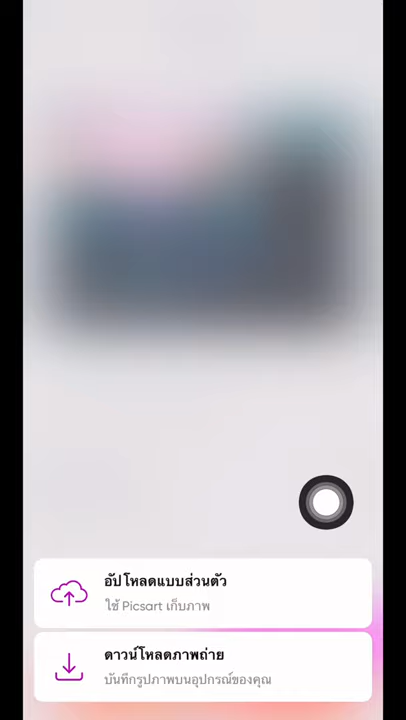 อัปโหลดแบบส่วนตัว
ใช้ Picsart เก็บภาพ
ดาวน์โหลดภาพถ่าย
บันทึกรูปภาพบนอุปกรณ์ของคุณ